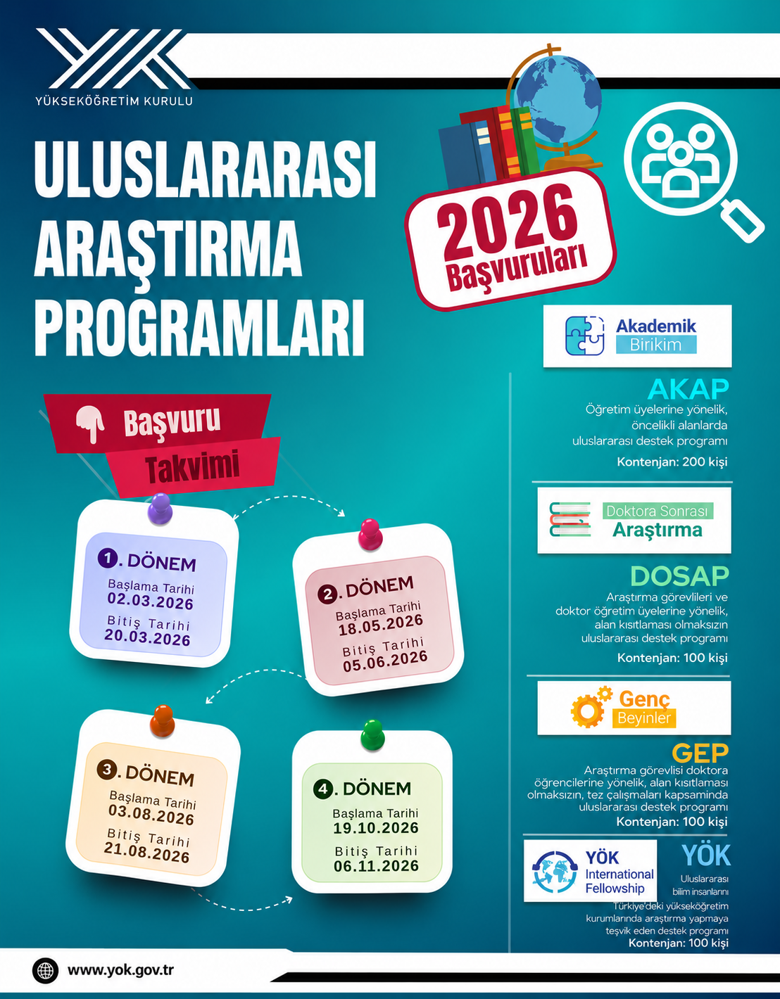 YÜKSEKÖĞRETİM KURULU
ULUSLARARASI
ARAŞTIRMA
PROGRAMLARI
2026
Başvuruları
Başvuru
Takvimi
1. DÖNEM
Başlama Tarihi
02.03.2026
Bitiş Tarihi
20.03.2026
2. DÖNEM
Başlama Tarihi
18.05.2026
Bitiş Tarihi
05.06.2026
3. DÖNEM
Başlama Tarihi
03.08.2026
Bitiş Tarihi
21.08.2026
4. DÖNEM
Başlama Tarihi
19.10.2026
Bitiş Tarihi
06.11.2026
Akademik
Birikim
AKAP
Öğretim üyelerine yönelik,
öncelikli alanlarda
uluslararası destek programı
Kontenjan: 200 kişi
Doktora Sonrası
Araştırma
DOSAP
Araştırma görevlileri ve
doktor öğretim üyelerine yönelik,
alan kısıtlaması olmaksızın
uluslararası destek programı
Kontenjan: 100 kişi
Genç
Beyinler
GEP
Araştırma görevlisi doktora
öğrencilerine yönelik, alan kısıtlaması
olmaksızın, tez çalışmaları kapsamında
uluslararası destek programı
Kontenjan: 100 kişi
YÖK
International
Fellowship
YÖK
Uluslararası
bilim insanlarını
Türkiye'deki yükseköğretim
kurumlarında araştırma yapmaya
teşvik eden destek programı
Kontenjan: 100 kişi
www.yok.gov.tr